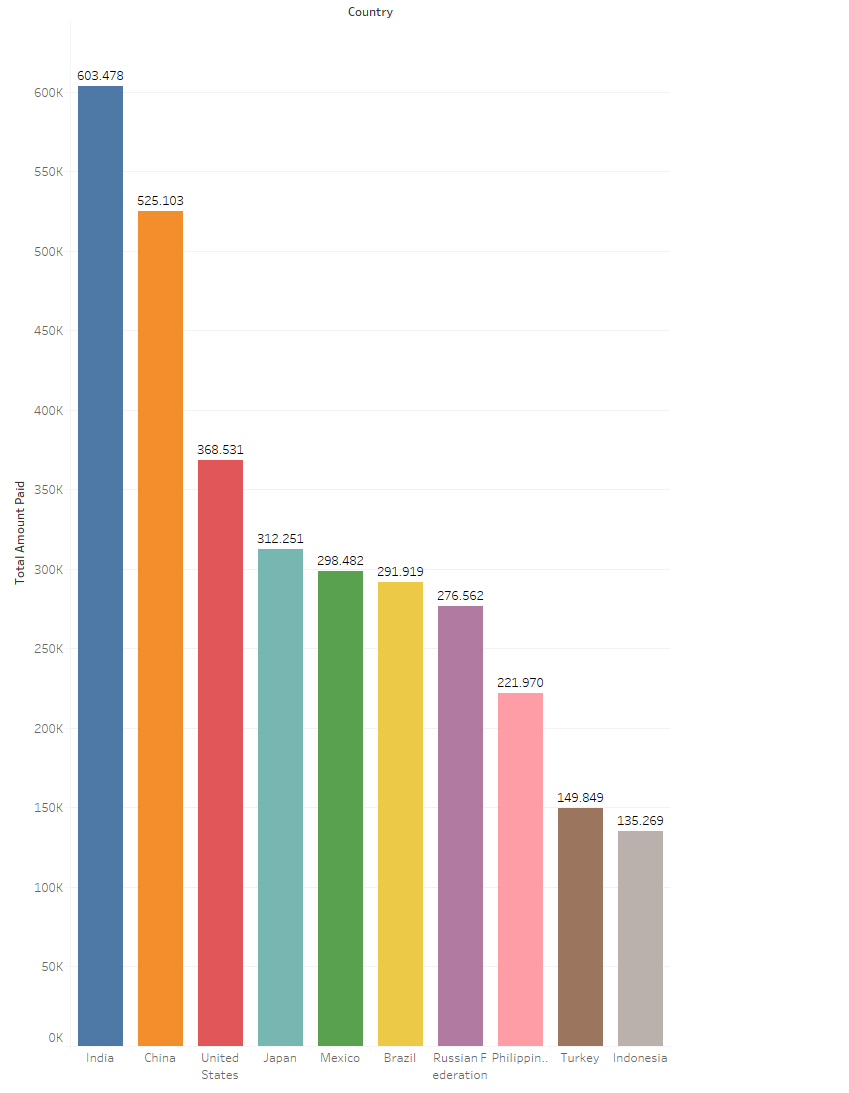 Country
603.478
600K
550K
525.103
500K
450K
400K
368.531
350K
Total Amount Paid
312.251
300K
298.482
291.919
276.562
250K
221.970
200K
150K
149.849
135.269
100K
50K
0K
India China United States Japan Mexico Brazil Russian F ederation Philippin.. Turkey Indonesia